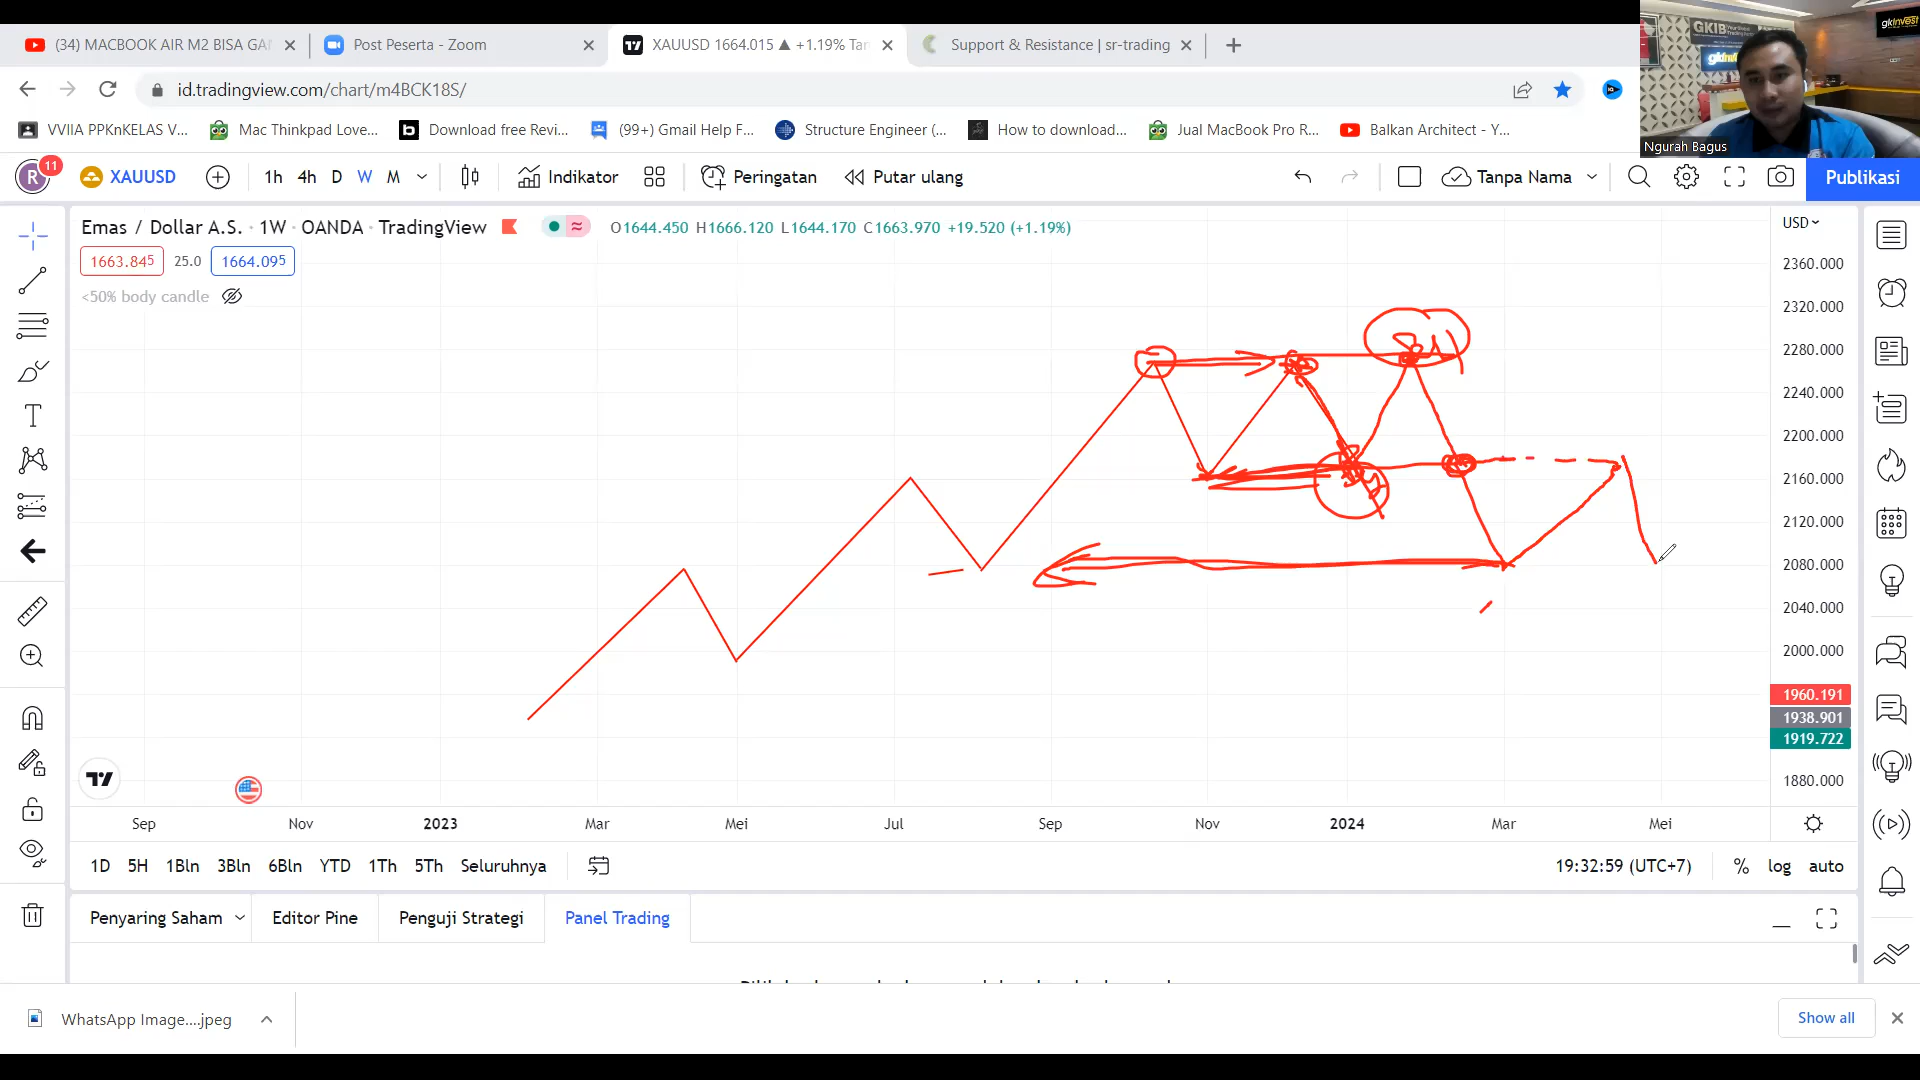 (34) MACBOOK AIR M2 BISA GA
Post Peserta - Zoom
XAUUSD 1664.015 ▲ +1.19% Tan
Support & Resistance | sr-trading
id.tradingview.com/chart/m4BCK18S/
VVIIA PPKnKELAS V...
Mac Thinkpad Love...
Download free Revi...
(99+) Gmail Help F...
Structure Engineer (...
How to download...
Jual MacBook Pro R...
Balkan Architect - Y...
GKIB
gkinvest
Ngurah Bagus
R
11
XAUUSD
1h 4h D W M
Indikator
Peringatan
Putar ulang
Tanpa Nama
Publikasi
Emas / Dollar A.S. · 1W · OANDA · TradingView
O1644.450 H1666.120 L1644.170 C1663.970 +19.520 (+1.19%)
1663.845 25.0 1664.095
<50% body candle
USD
2360.000
2320.000
2280.000
2240.000
2200.000
2160.000
2120.000
2080.000
2040.000
2000.000
1960.191
1938.901
1919.722
1880.000
Sep Nov 2023 Mar Mei Jul Sep Nov 2024 Mar Mei
1D 5H 1Bln 3Bln 6Bln YTD 1Th 5Th Seluruhnya
19:32:59 (UTC+7) % log auto
Penyaring Saham
Editor Pine
Penguji Strategi
Panel Trading
WhatsApp Image....jpeg
Show all